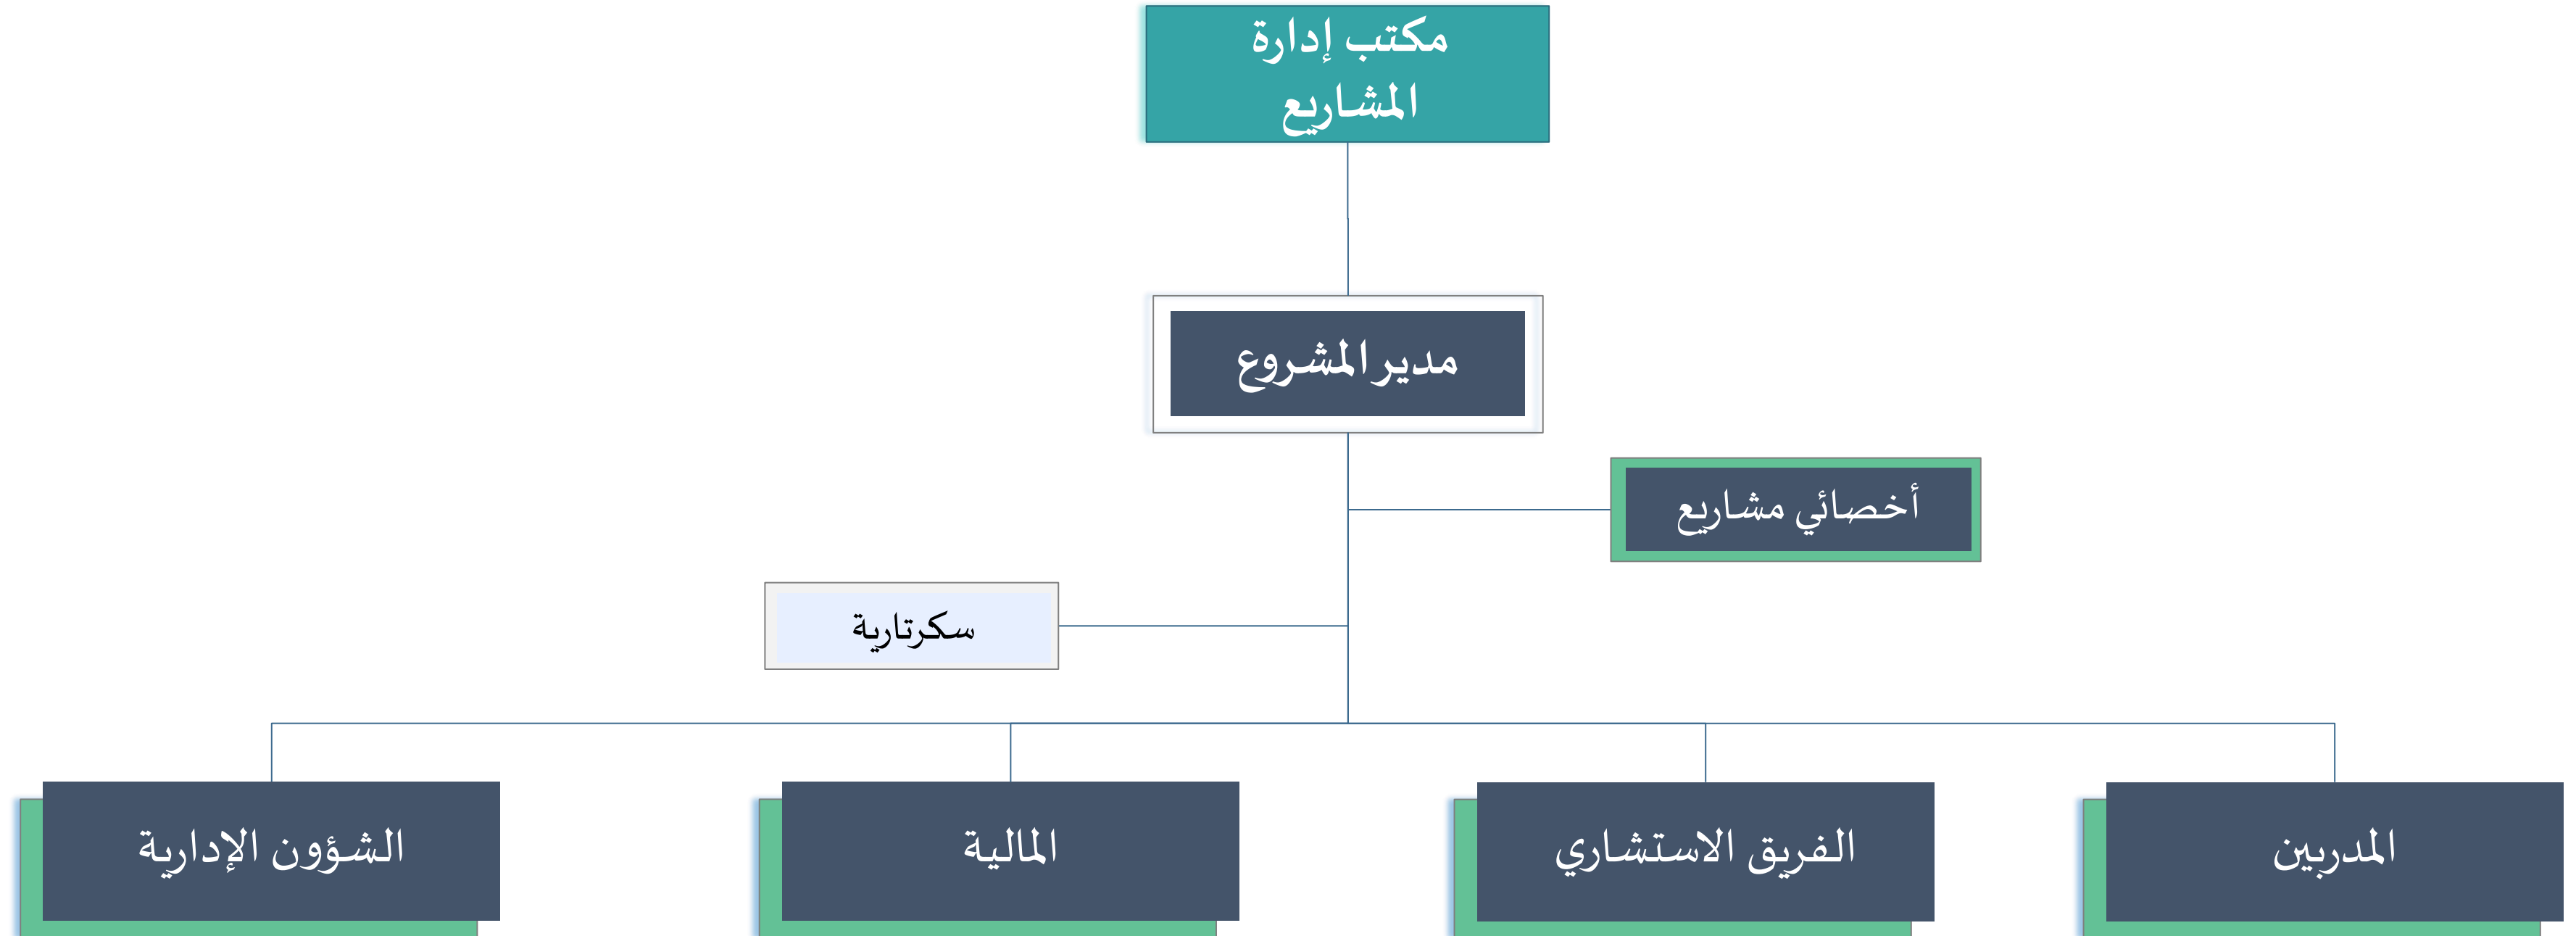 مكتب إدارة
المشاريع
مدير المشروع
أخصائي مشاريع
سكرتارية
المدربين
الفريق الاستشاري
المالية
الشؤون الإدارية